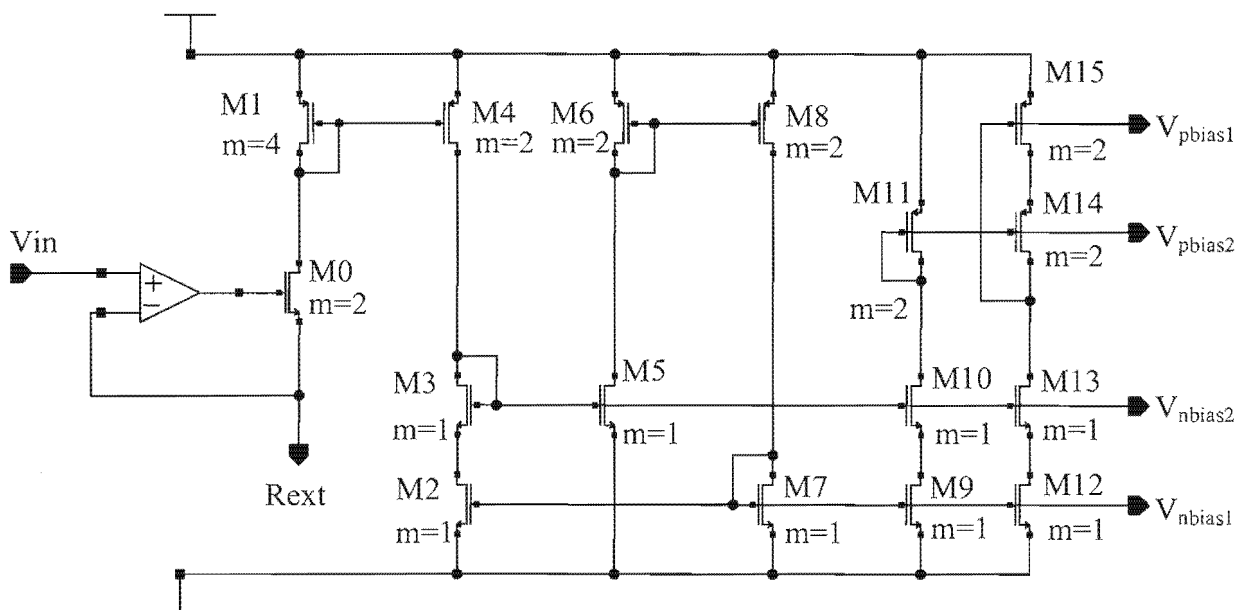 M15
M1
m=4
M4
m=2
M6
m=2
M8
m=2
m=2
V_pbias1
M11
M14
m=2
V_pbias2
m=2
Vin
+
−
M0
m=2
M3
m=1
M5
m=1
M10
m=1
M13
m=1
V_nbias2
Rext
M2
m=1
M7
m=1
M9
m=1
M12
m=1
V_nbias1